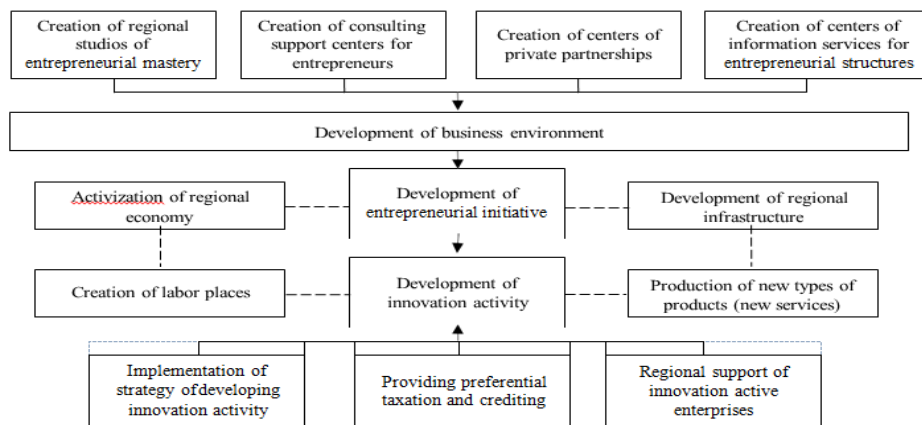 Creation of regional
studios of
entrepreneurial mastery
Creation of consulting
support centers for
entrepreneurs
Creation of centers of
private partnerships
Creation of centers of
information services for
entrepreneurial structures
Development of business environment
Activization of regional
economy
Development of
entrepreneurial initiative
Development of regional
infrastructure
Creation of labor places
Development of
innovation activity
Production of new types of
products (new services)
Implementation of
strategy of developing
innovation activity
Providing preferential
taxation and crediting
Regional support of
innovation active
enterprises